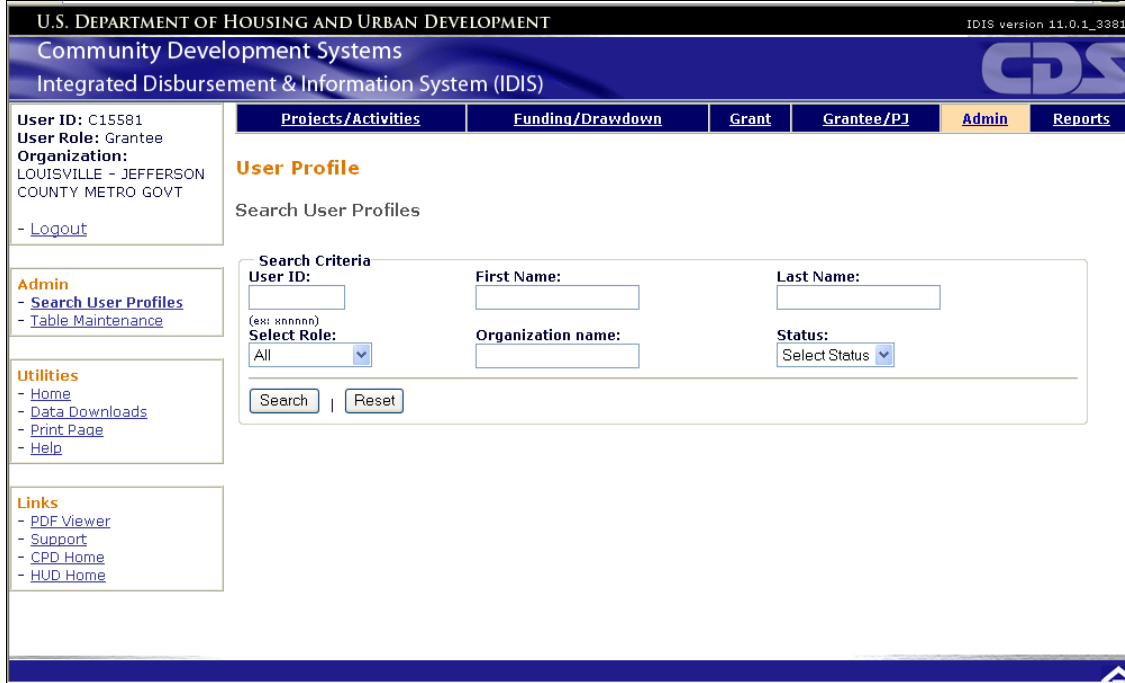 U.S. DEPARTMENT OF HOUSING AND URBAN DEVELOPMENT
IDIS version 11.0.1_3381
Community Development Systems
Integrated Disbursement & Information System (IDIS)
CDS
User ID: C15581
User Role: Grantee
Organization:
LOUISVILLE - JEFFERSON
COUNTY METRO GOVT
- Logout
Projects/Activities
Funding/Drawdown
Grant
Grantee/PJ
Admin
Reports
User Profile
Search User Profiles
Admin
- Search User Profiles
- Table Maintenance
Utilities
- Home
- Data Downloads
- Print Page
- Help
Links
- PDF Viewer
- Support
- CPD Home
- HUD Home
Search Criteria
User ID:
First Name:
Last Name:
(ex: xnnnnn)
Select Role:
Organization name:
Status:
All
Select Status
Search | Reset